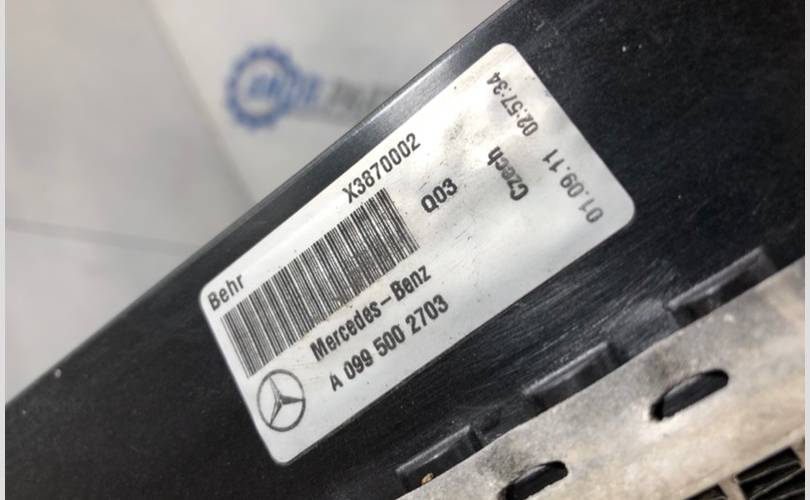 Behr
X3870002
Q03
Mercedes-Benz
A 099 500 2703
Czech
01.09.11 02:57:34